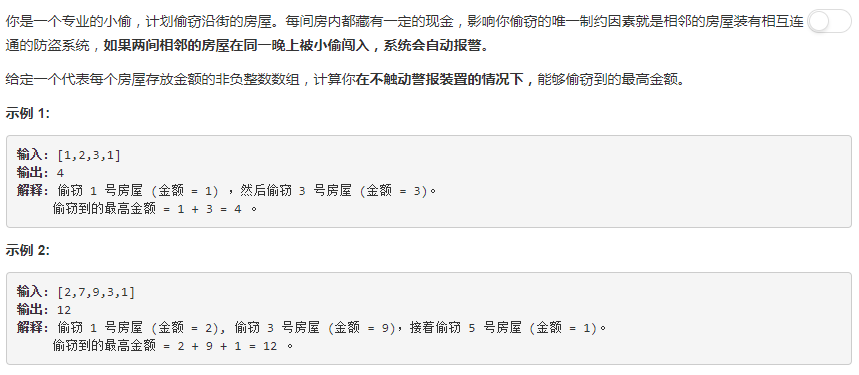 你是一个专业的小偷，计划偷窃沿街的房屋。每间房内都藏有一定的现金，影响你偷窃的唯一制约因素就是相邻的房屋装有相互连
通的防盗系统，如果两间相邻的房屋在同一晚上被小偷闯入，系统会自动报警。
给定一个代表每个房屋存放金额的非负整数数组，计算你在不触动警报装置的情况下，能够偷窃到的最高金额。
示例 1:
输入: [1,2,3,1]
输出: 4
解释: 偷窃 1 号房屋 (金额 = 1) ，然后偷窃 3 号房屋 (金额 = 3)。
偷窃到的最高金额 = 1 + 3 = 4 。
示例 2:
输入: [2,7,9,3,1]
输出: 12
解释: 偷窃 1 号房屋 (金额 = 2), 偷窃 3 号房屋 (金额 = 9)，接着偷窃 5 号房屋 (金额 = 1)。
偷窃到的最高金额 = 2 + 9 + 1 = 12 。